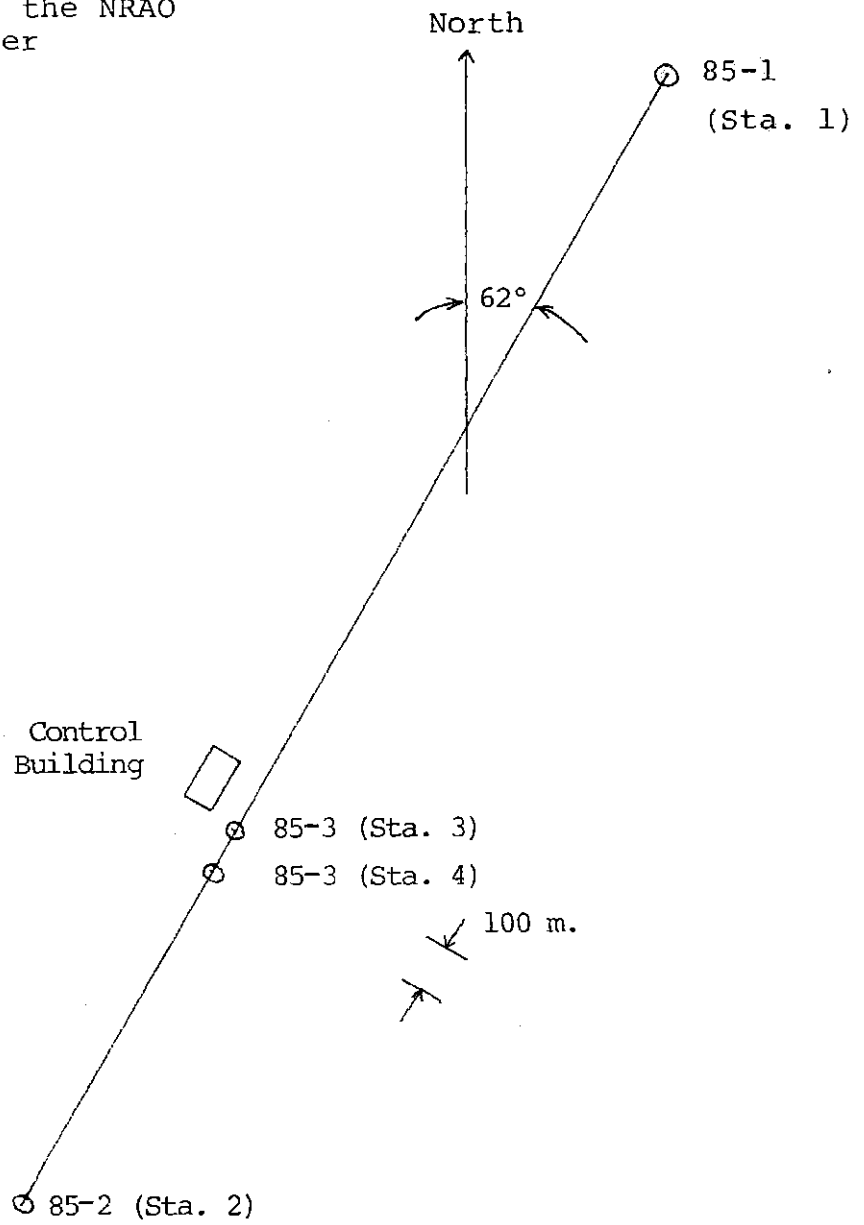 the NRAO
er
North
85-1
(Sta. 1)
62°
Control
Building
85-3 (Sta. 3)
85-3 (Sta. 4)
100 m.
85-2 (Sta. 2)